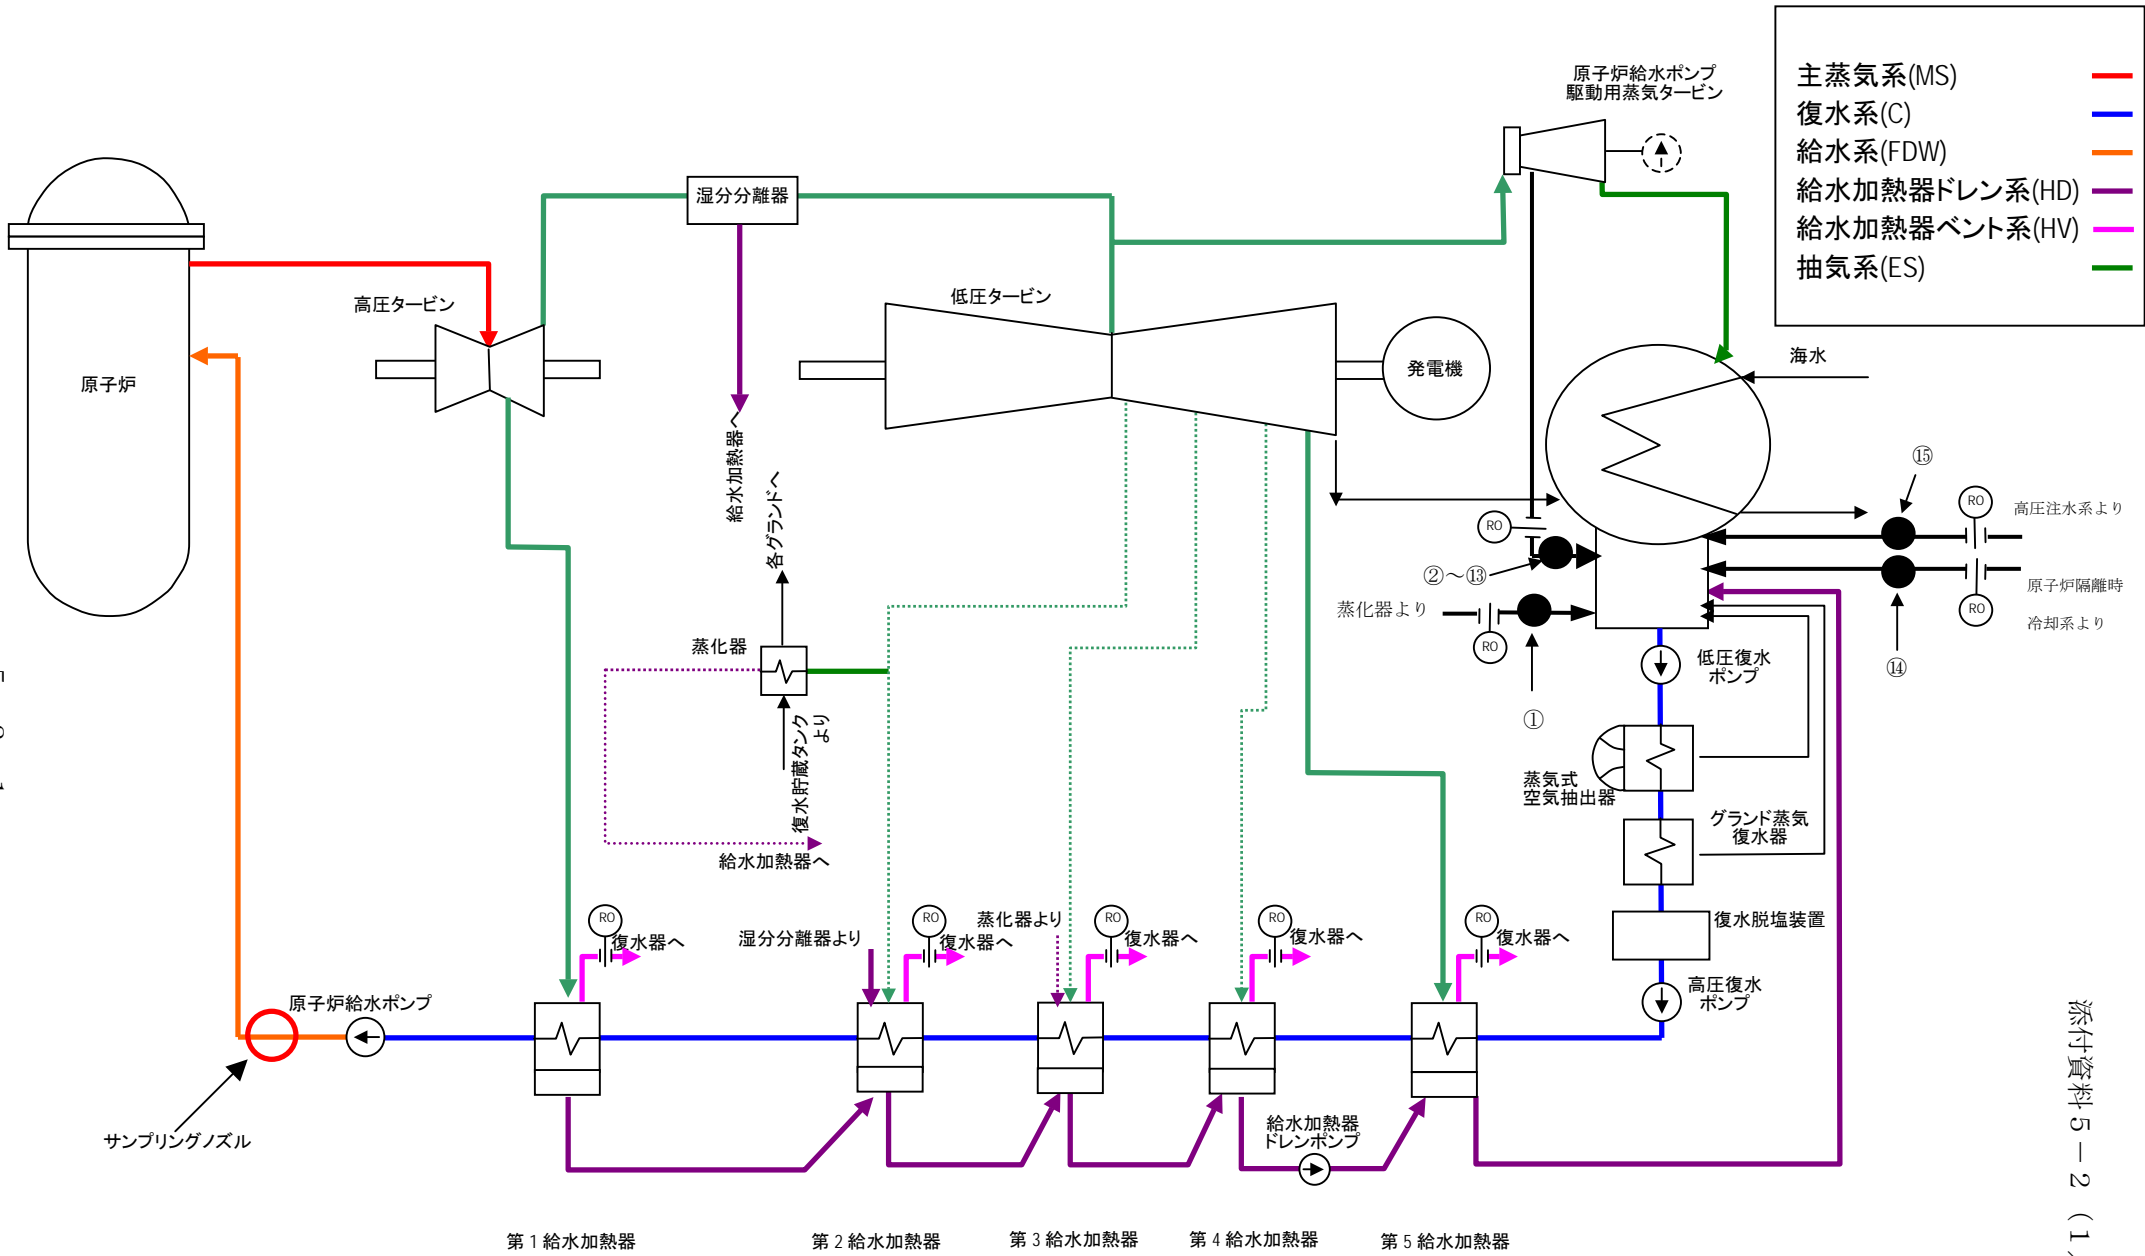 主蒸気系(MS)
復水系(C)
給水系(FDW)
給水加熱器ドレン系(HD)
給水加熱器ベント系(HV)
抽気系(ES)
原子炉給水ポンプ
駆動用蒸気タービン
湿分分離器
高圧タービン
低圧タービン
原子炉
発電機
海水
給水加熱器へ
各グランドへ
⑮
RO
高圧注水系より
RO
②～⑬
原子炉隔離時
冷却系より
RO
蒸化器より
RO
①
⑭
蒸化器
復水貯蔵タンク
より
給水加熱器へ
低圧復水
ポンプ
蒸気式
空気抽出器
グランド蒸気
復水器
復水脱塩装置
高圧復水
ポンプ
RO
復水器へ
湿分分離器より
RO
復水器へ
蒸化器より
RO
復水器へ
RO
復水器へ
RO
復水器へ
原子炉給水ポンプ
サンプリングノズル
給水加熱器
ドレンポンプ
第1給水加熱器
第2給水加熱器
第3給水加熱器
第4給水加熱器
第5給水加熱器
添付資料５－２（１